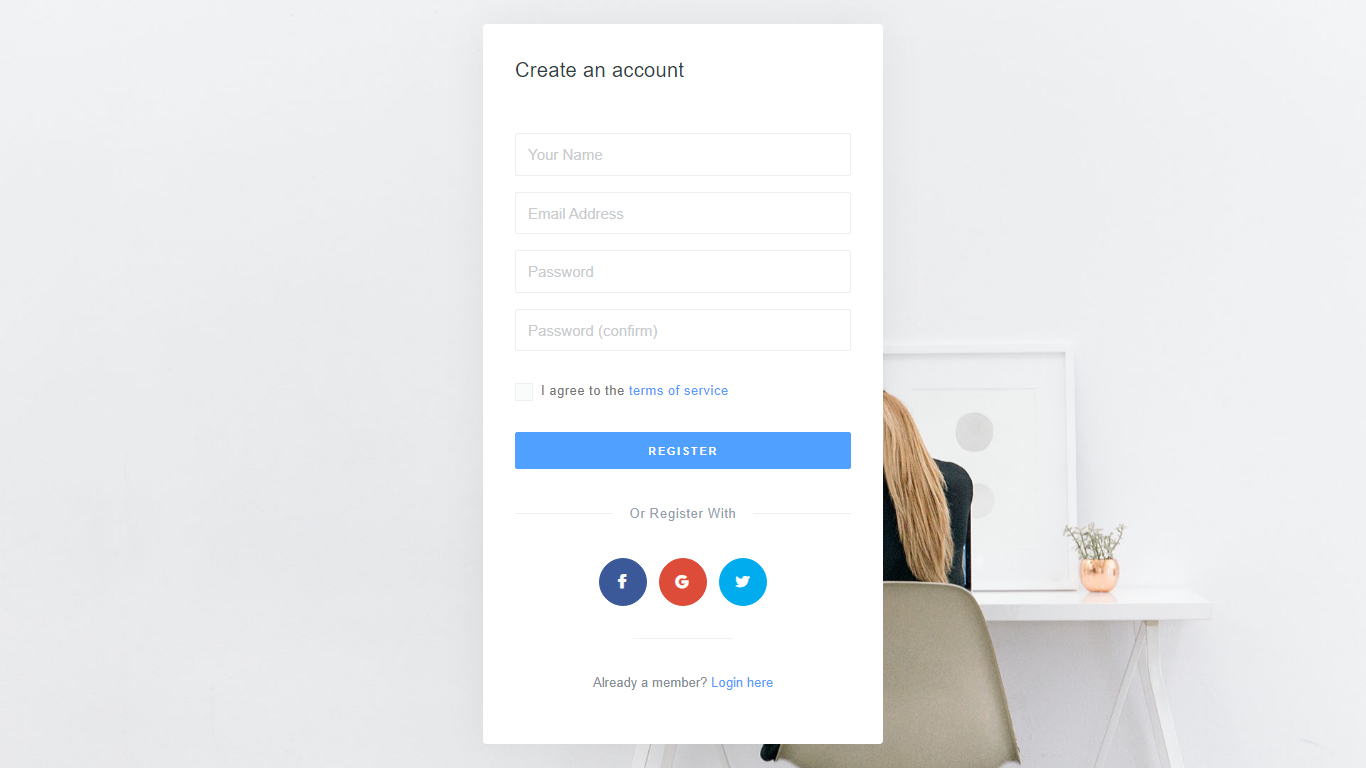 Create an account
Your Name
Email Address
Password
Password (confirm)
I agree to the terms of service
REGISTER
Or Register With
Already a member? Login here